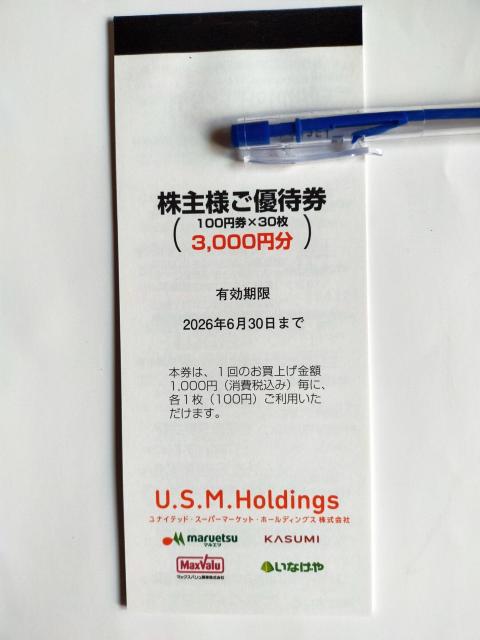 株主様ご優待券
(100円券×30枚
3,000円分)
有効期限
2026年6月30日まで
本券は、1回のお買上げ金額
1,000円(消費税込み)毎に、
各1枚(100円)ご利用いた
だけます。
U.S.M.Holdings
ユナイテッド・スーパーマーケット・ホールディングス株式会社
maruetsu
マルエツ
KASUMI
MaxValu
マックスバリュ関東株式会社
いなげや